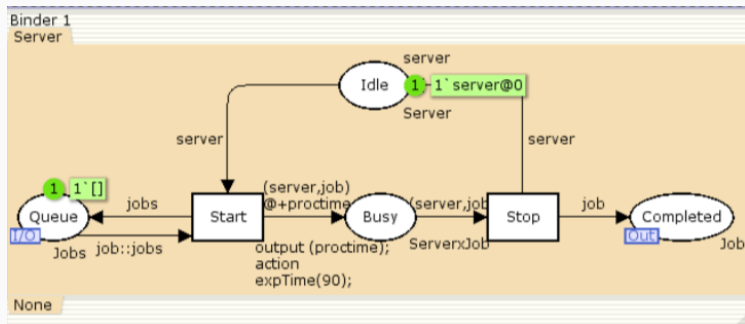 Binder 1
Server
server
Idle
1 1`server@0
Server
server
server
1 1`[]
jobs
(server,job)
@+proctime
(server,job
job
Queue
Start
Busy
Stop
Completed
I/O
Out
Jobs
job::jobs
output (proctime);
action
expTime(90);
ServerxJob
Job
None